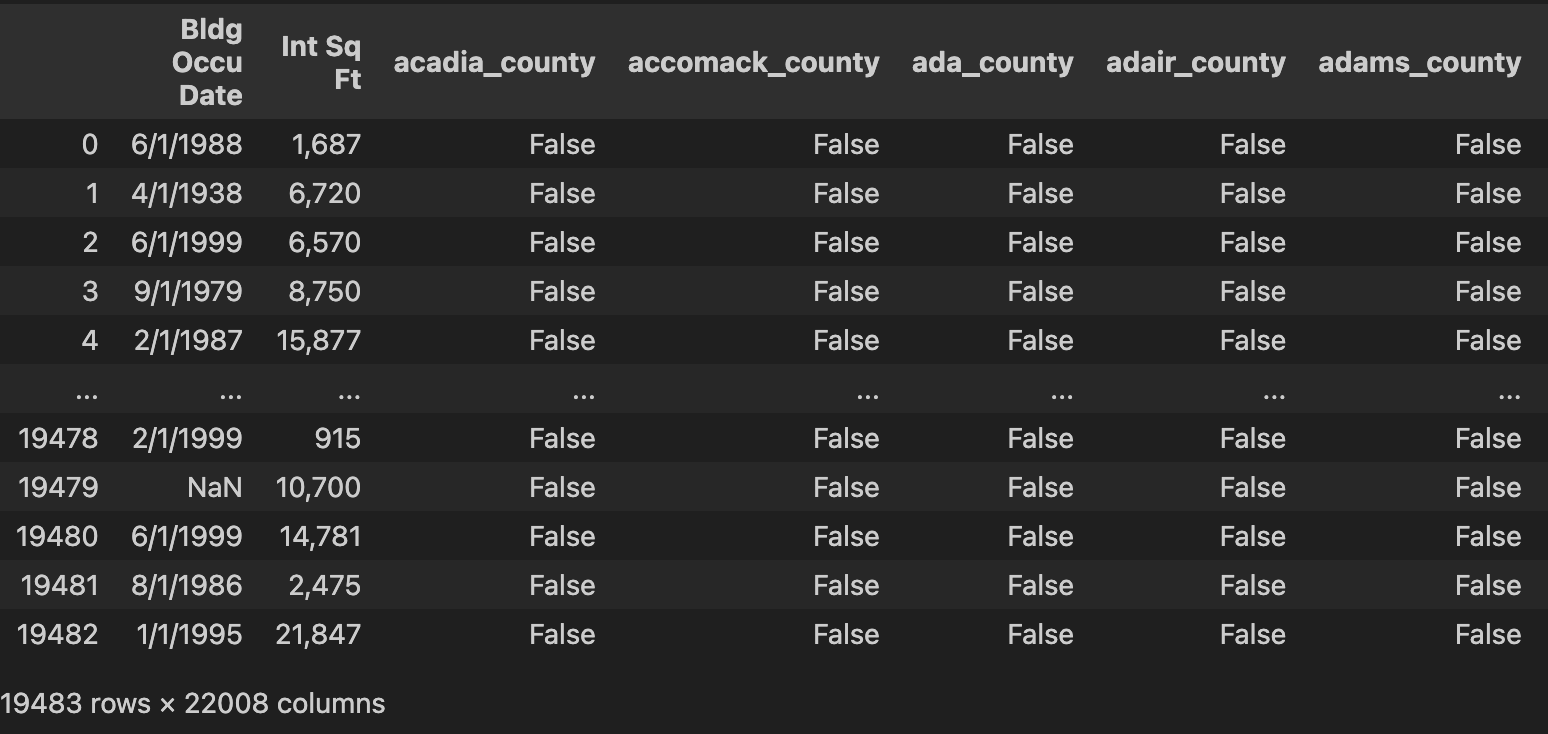 Bldg Occu Date Int Sq Ft acadia_county accomack_county ada_county adair_county adams_county
0 6/1/1988 1,687 False False False False False
1 4/1/1938 6,720 False False False False False
2 6/1/1999 6,570 False False False False False
3 9/1/1979 8,750 False False False False False
4 2/1/1987 15,877 False False False False False
... ... ... ... ... ... ... ...
19478 2/1/1999 915 False False False False False
19479 NaN 10,700 False False False False False
19480 6/1/1999 14,781 False False False False False
19481 8/1/1986 2,475 False False False False False
19482 1/1/1995 21,847 False False False False False
19483 rows × 22008 columns